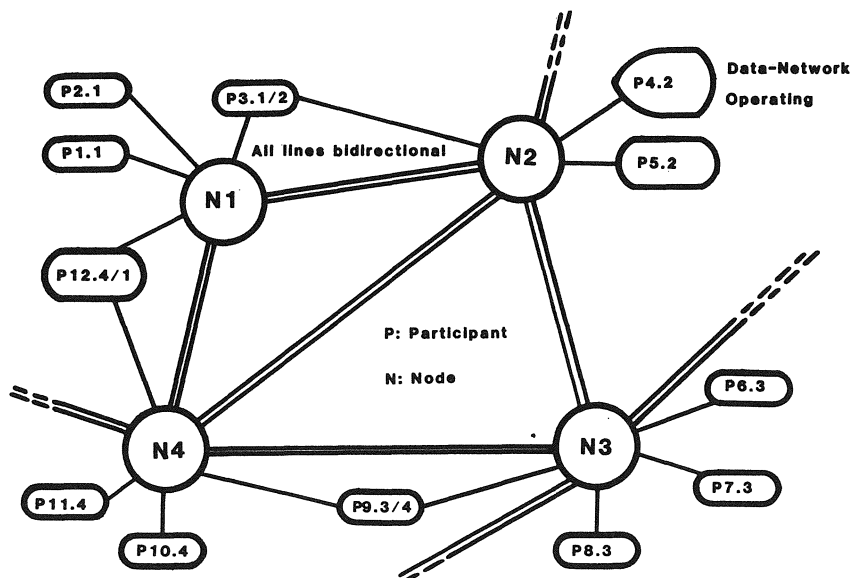 P2.1
P3.1/2
P4.2
Data-Network
Operating
P1.1
All lines bidirectional
N2
P5.2
N1
P12.4/1
P: Participant
N: Node
P6.3
N4
N3
P7.3
P11.4
P9.3/4
P10.4
P8.3